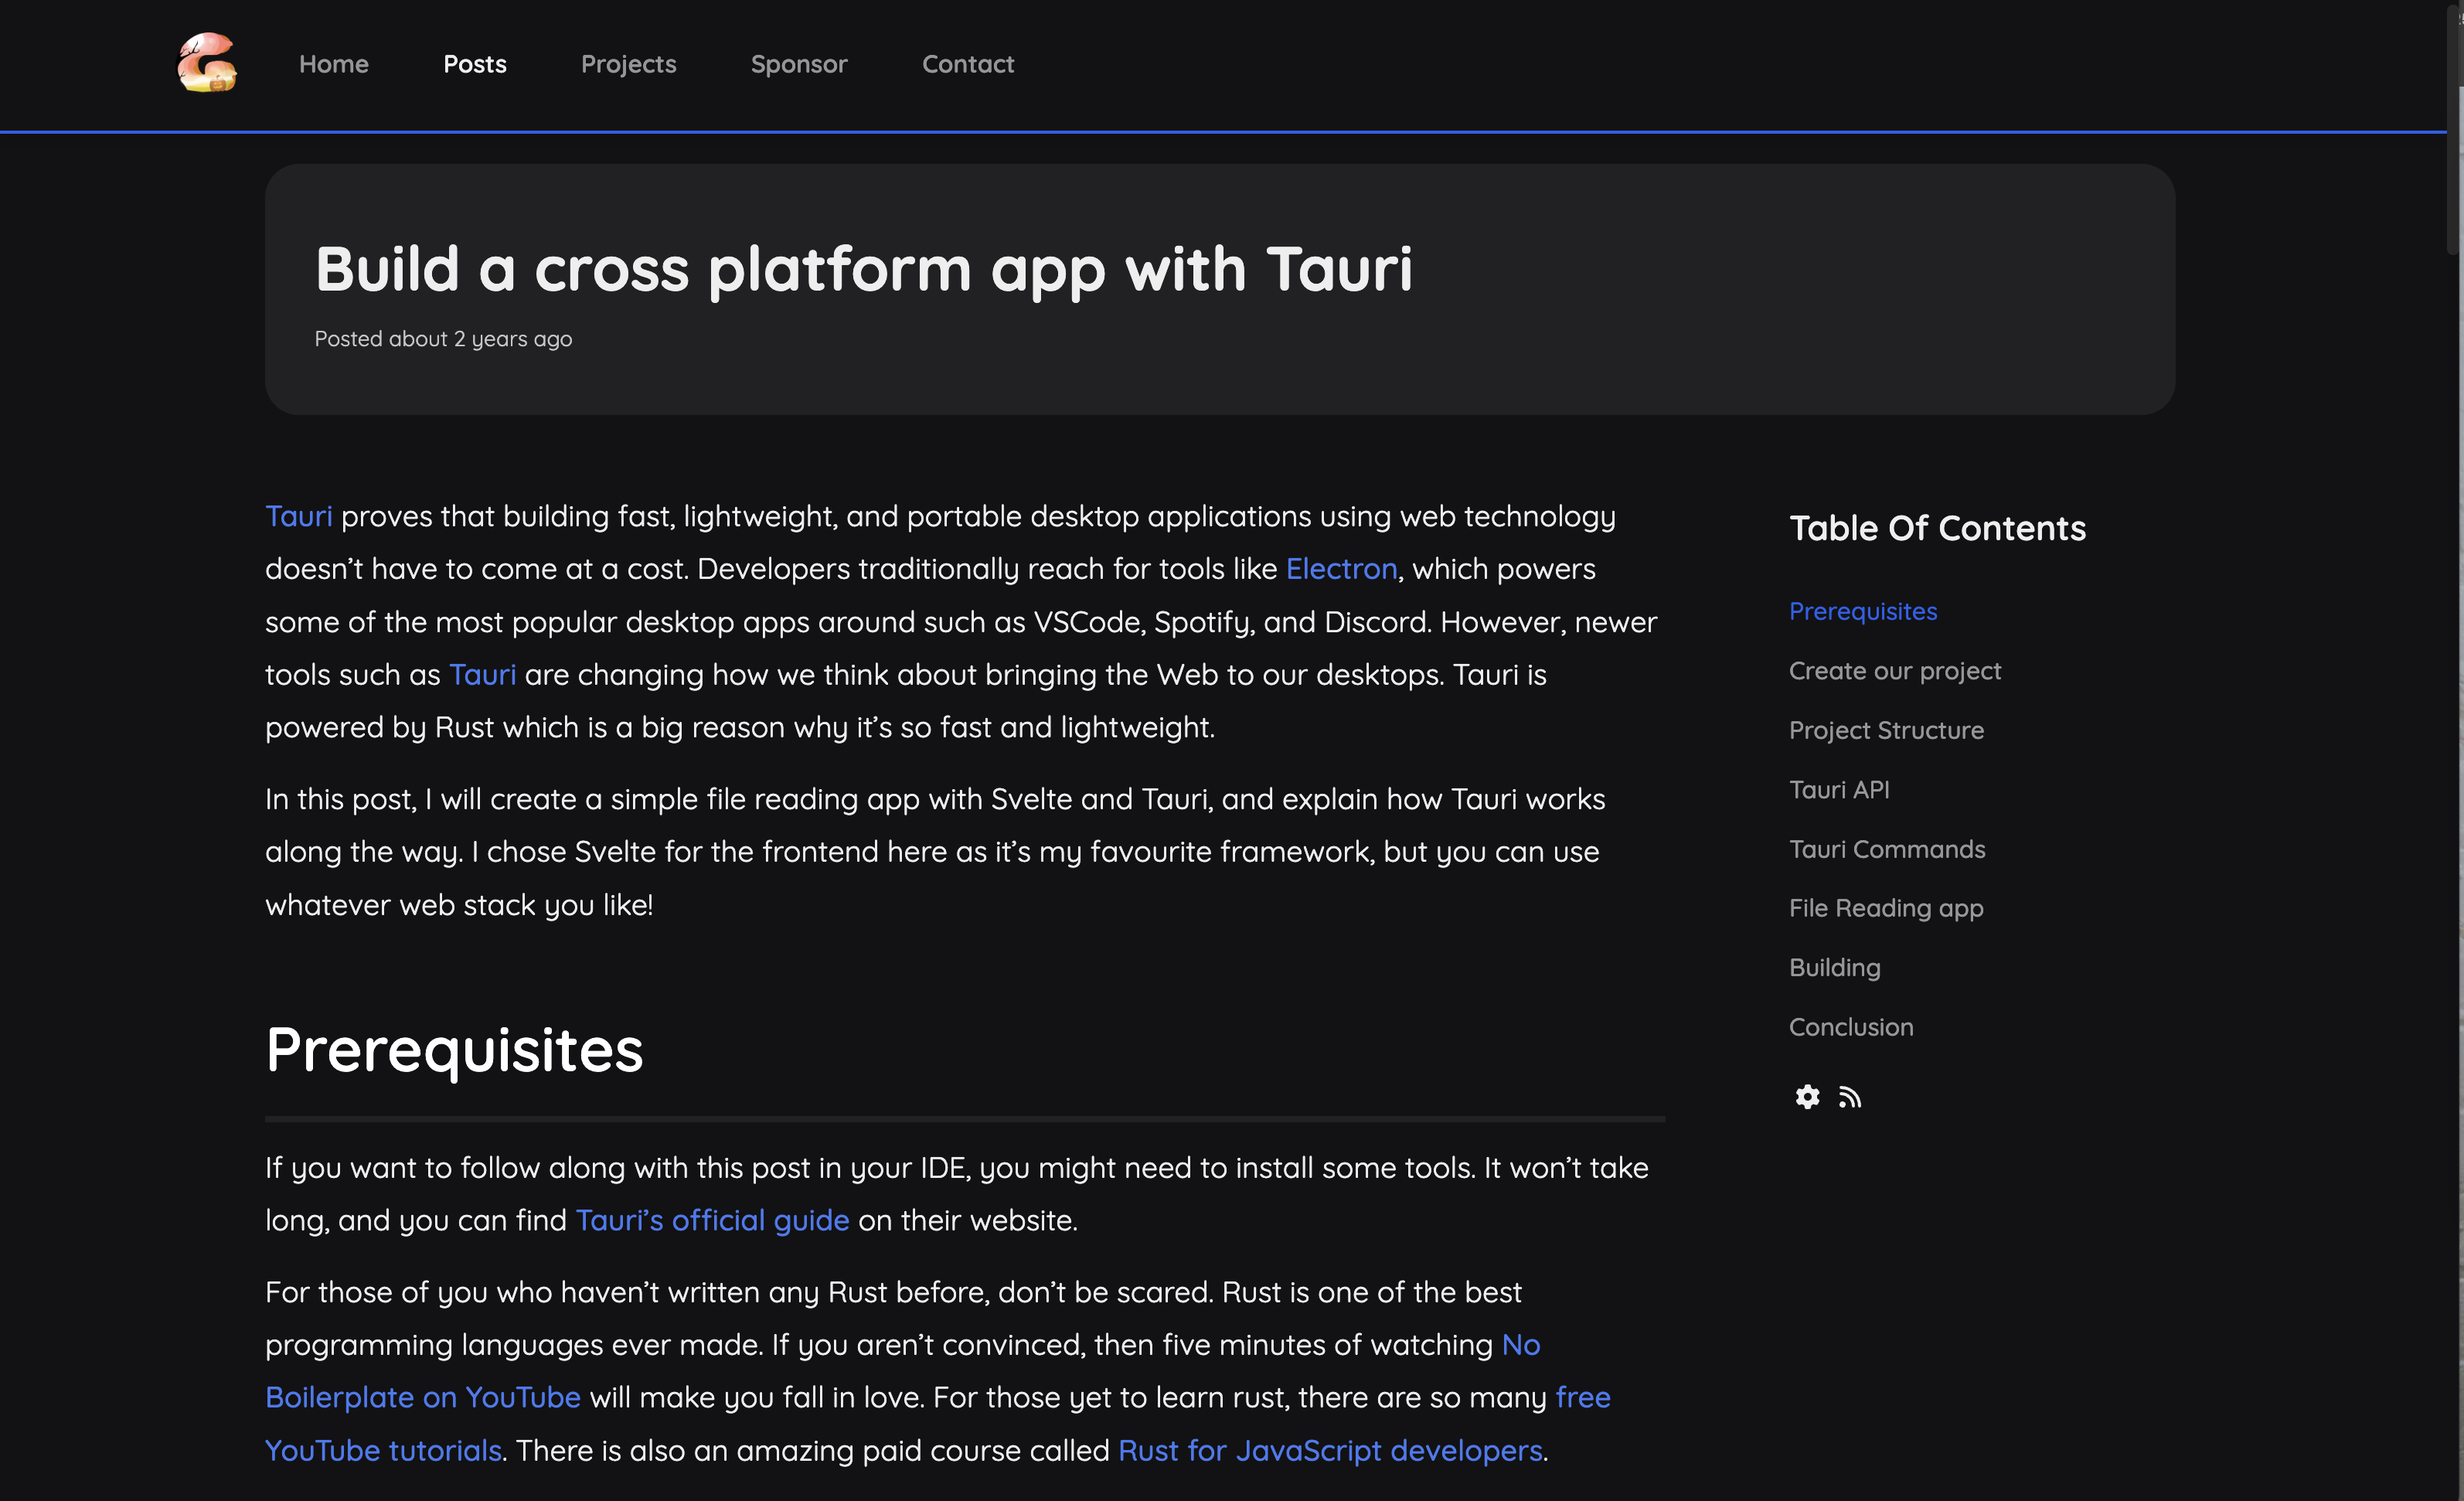 Home
Posts
Projects
Sponsor
Contact
Build a cross platform app with Tauri
Posted about 2 years ago
Tauri proves that building fast, lightweight, and portable desktop applications using web technology
doesn’t have to come at a cost. Developers traditionally reach for tools like Electron, which powers
some of the most popular desktop apps around such as VSCode, Spotify, and Discord. However, newer
tools such as Tauri are changing how we think about bringing the Web to our desktops. Tauri is
powered by Rust which is a big reason why it’s so fast and lightweight.
In this post, I will create a simple file reading app with Svelte and Tauri, and explain how Tauri works
along the way. I chose Svelte for the frontend here as it’s my favourite framework, but you can use
whatever web stack you like!
Prerequisites
If you want to follow along with this post in your IDE, you might need to install some tools. It won’t take
long, and you can find Tauri’s official guide on their website.
For those of you who haven’t written any Rust before, don’t be scared. Rust is one of the best
programming languages ever made. If you aren’t convinced, then five minutes of watching No
Boilerplate on YouTube will make you fall in love. For those yet to learn rust, there are so many free
YouTube tutorials. There is also an amazing paid course called Rust for JavaScript developers.
Table Of Contents
Prerequisites
Create our project
Project Structure
Tauri API
Tauri Commands
File Reading app
Building
Conclusion